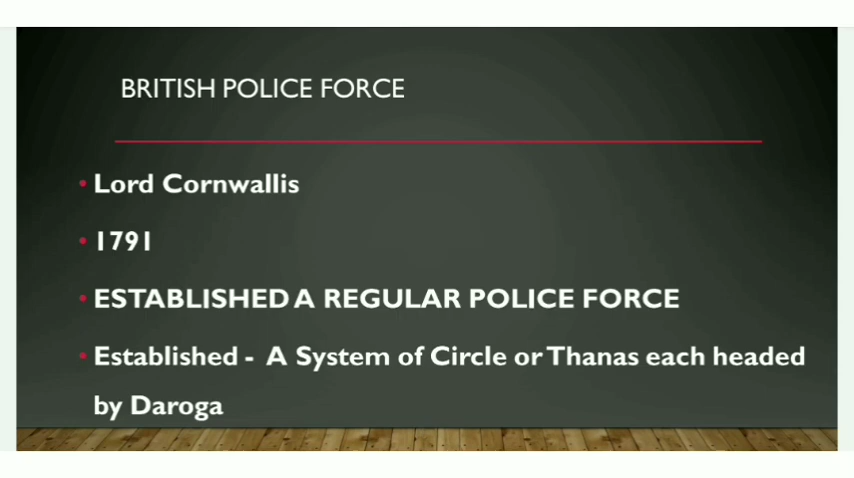 BRITISH POLICE FORCE
• Lord Cornwallis
• 1791
• ESTABLISHED A REGULAR POLICE FORCE
• Established - A System of Circle or Thanas each headed
by Daroga